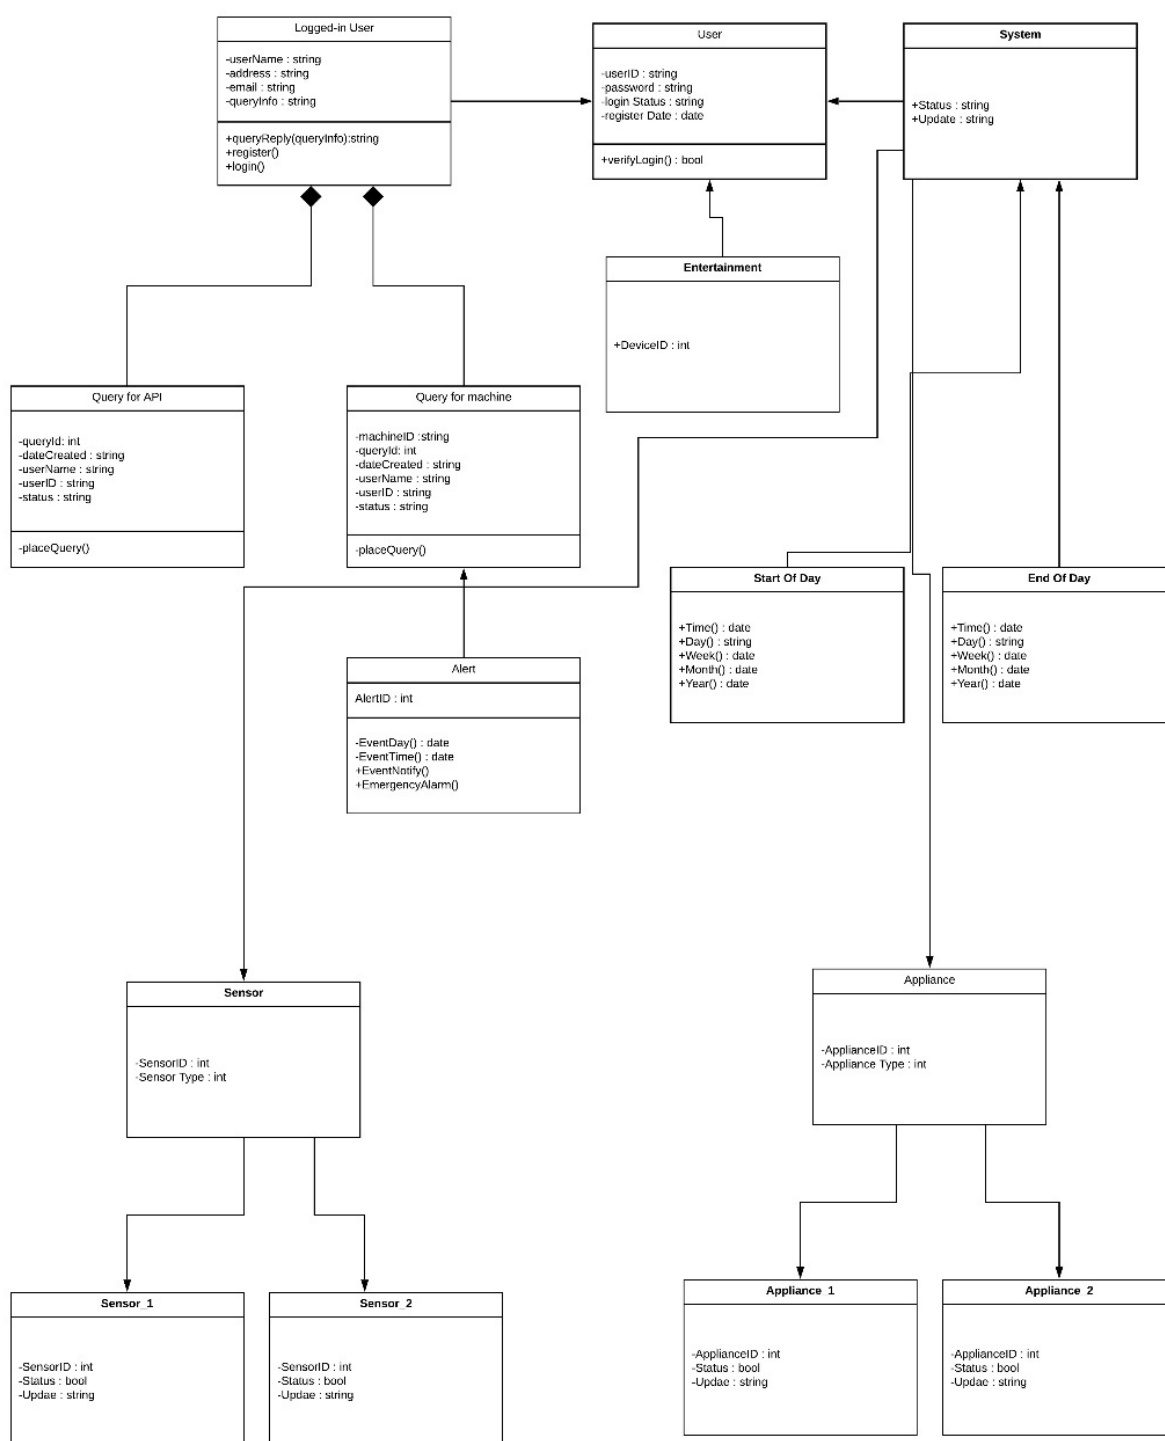 Logged-in User
-userName : string
-address : string
-email : string
-queryInfo : string
+queryReply(queryInfo):string
+register()
+login()
User
-userID : string
-password : string
-login Status : string
-register Date : date
+verifyLogin() : bool
System
+Status : string
+Update : string
Entertainment
+DeviceID : int
Query for API
-queryId: int
-dateCreated : string
-userName : string
-userID : string
-status : string
-placeQuery()
Query for machine
-machineID :string
-queryId: int
-dateCreated : string
-userName : string
-userID : string
-status : string
-placeQuery()
Start Of Day
+Time() : date
+Day() : string
+Week() : date
+Month() : date
+Year() : date
End Of Day
+Time() : date
+Day() : string
+Week() : date
+Month() : date
+Year() : date
Alert
AlertID : int
-EventDay() : date
-EventTime() : date
+EventNotify()
+EmergencyAlarm()
Sensor
-SensorID : int
-Sensor Type : int
Appliance
-ApplianceID : int
-Appliance Type : int
Sensor_1
-SensorID : int
-Status : bool
-Updae : string
Sensor_2
-SensorID : int
-Status : bool
-Updae : string
Appliance_1
-ApplianceID : int
-Status : bool
-Updae : string
Appliance_2
-ApplianceID : int
-Status : bool
-Updae : string